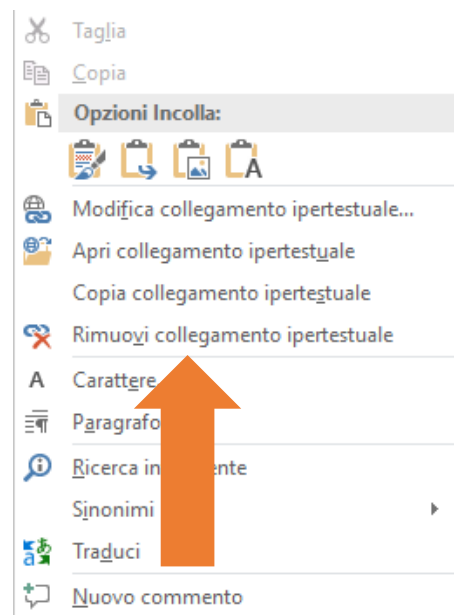 Taglia
Copia
Opzioni Incolla:
Modifica collegamento ipertestuale...
Apri collegamento ipertestuale
Copia collegamento ipertestuale
Rimuovi collegamento ipertestuale
Carattere
Paragrafo
Ricerca in
Sinonimi
Traduci
Nuovo commento